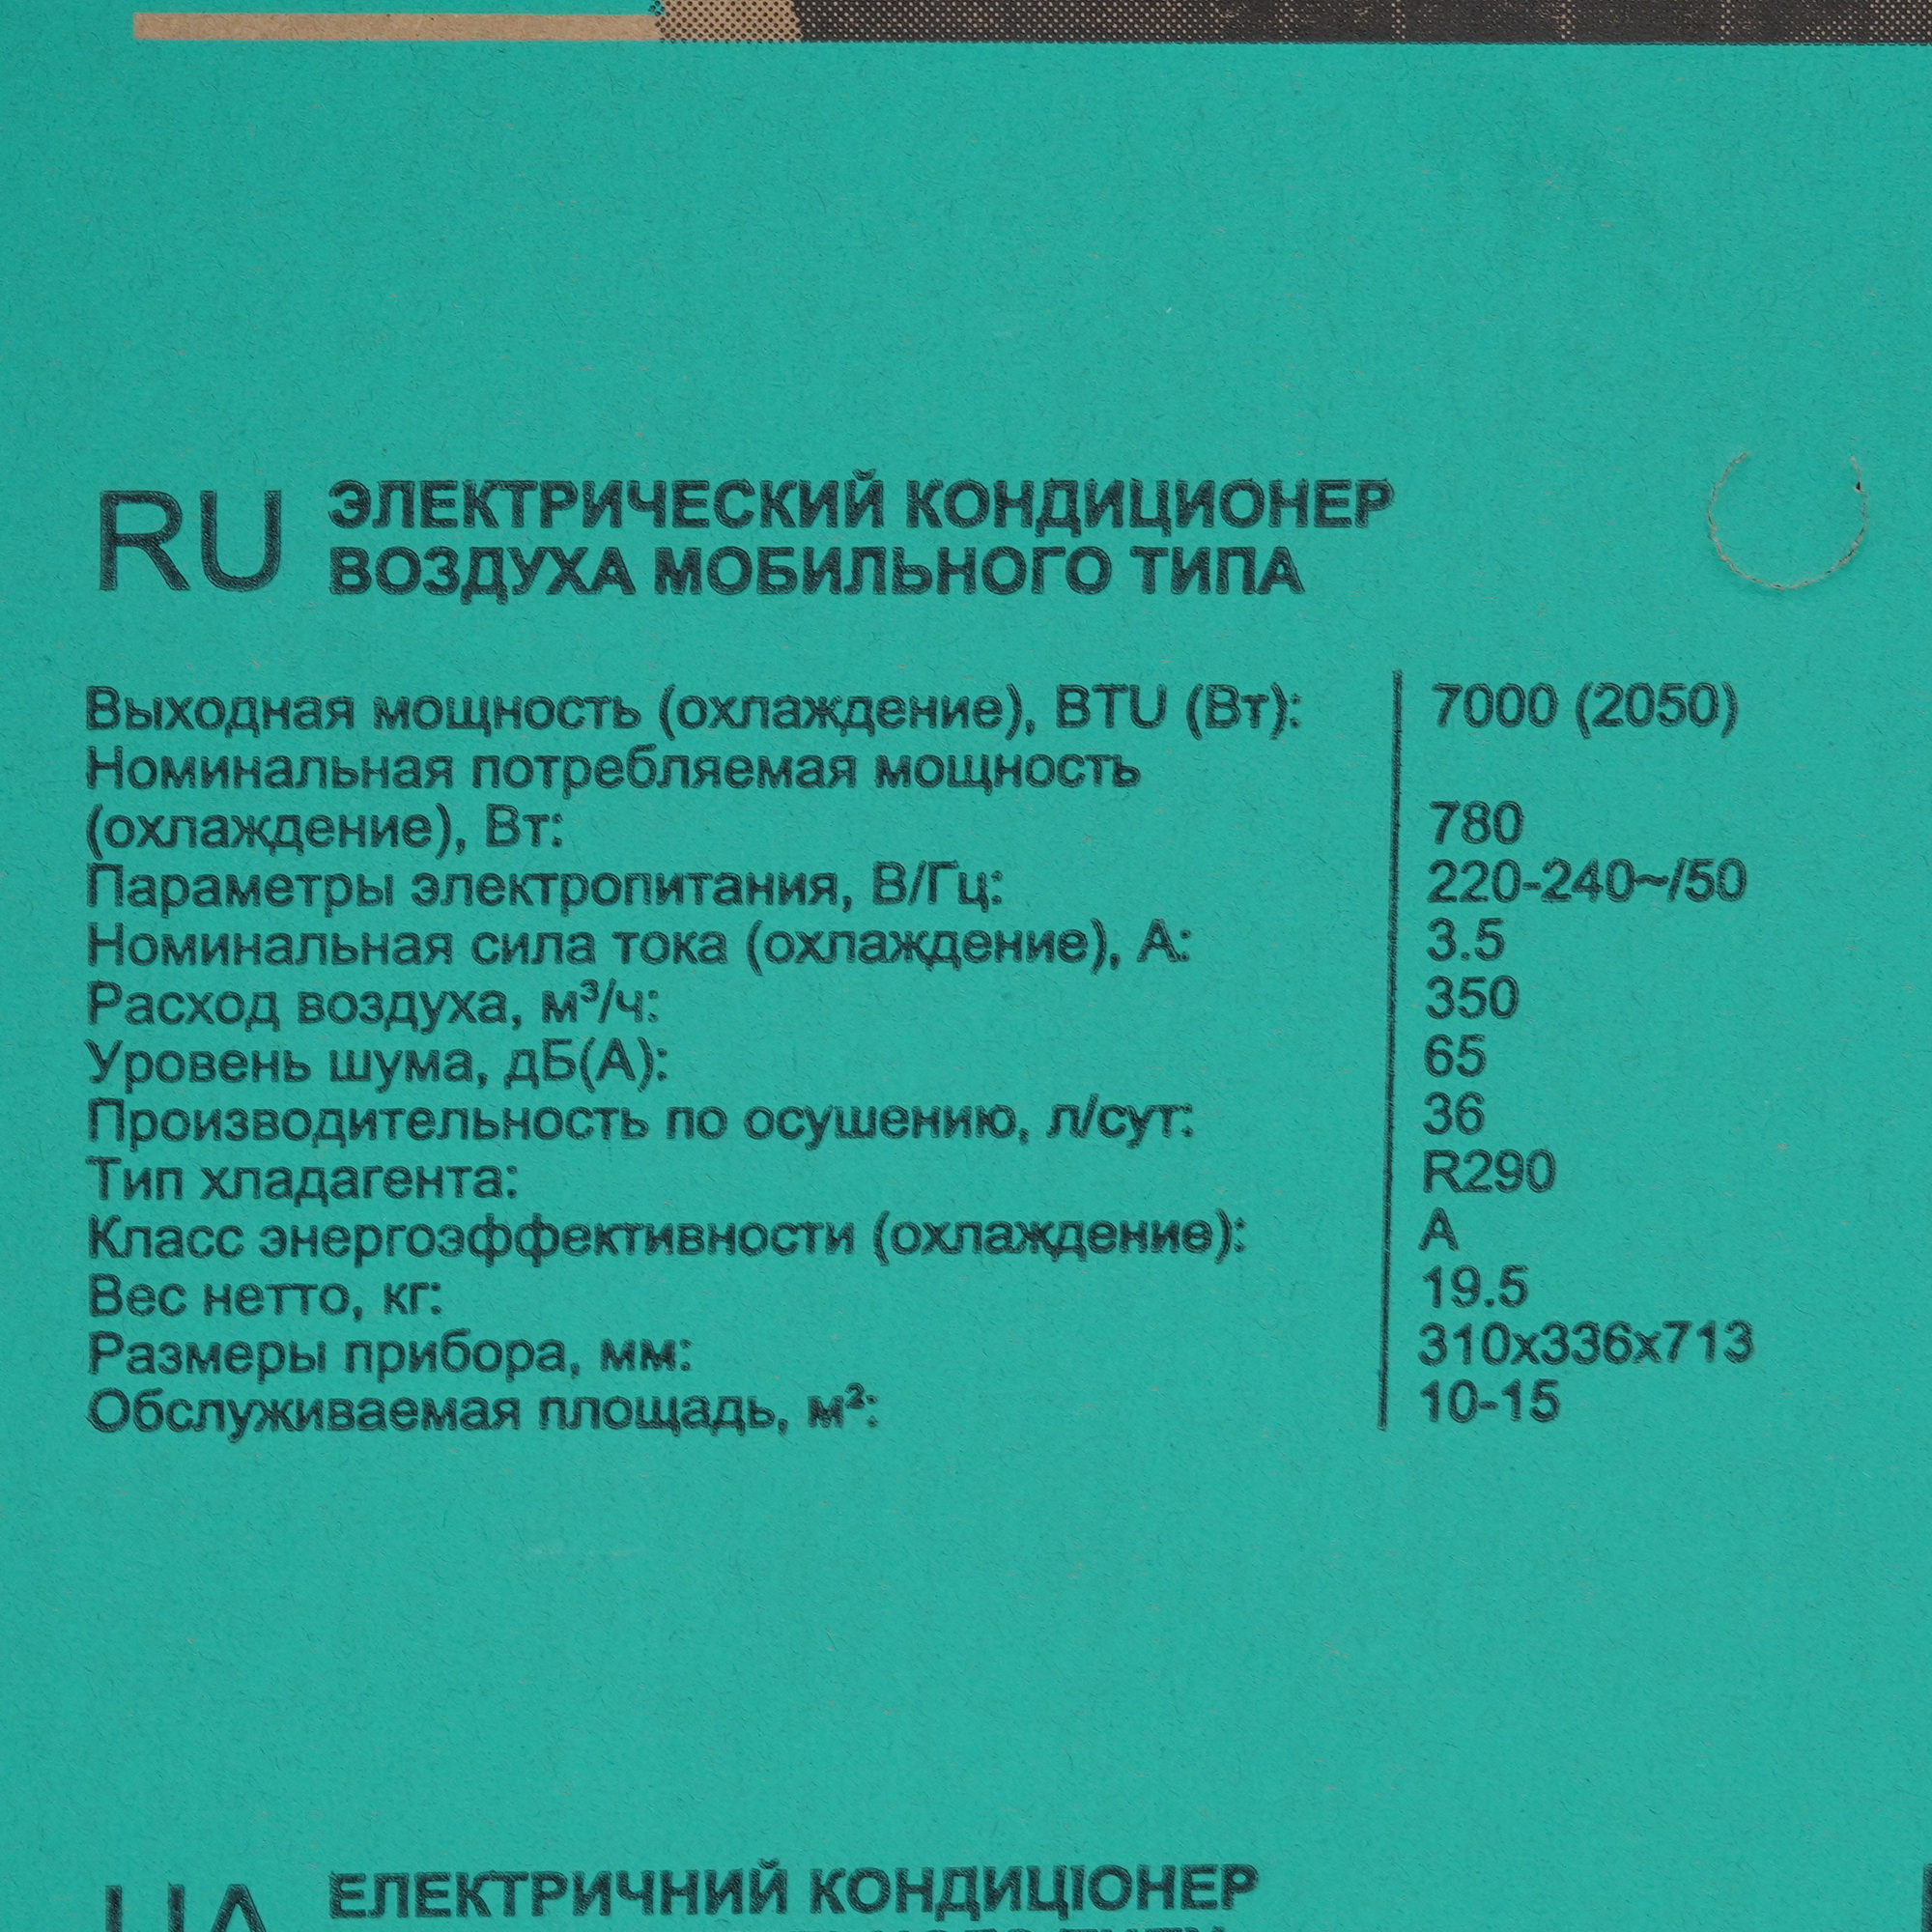 RU ЭЛЕКТРИЧЕСКИЙ КОНДИЦИОНЕР
ВОЗДУХА МОБИЛЬНОГО ТИПА
Выходная мощность (охлаждение), BTU (Вт): 7000 (2050)
Номинальная потребляемая мощность
(охлаждение), Вт: 780
Параметры электропитания, В/Гц: 220-240~/50
Номинальная сила тока (охлаждение), А: 3.5
Расход воздуха, м³/ч: 350
Уровень шума, дБ(А): 65
Производительность по осушению, л/сут: 36
Тип хладагента: R290
Класс энергоэффективности (охлаждение): A
Вес нетто, кг: 19.5
Размеры прибора, мм: 310x336x713
Обслуживаемая площадь, м²: 10-15
UA ЕЛЕКТРИЧНИЙ КОНДИЦІОНЕР